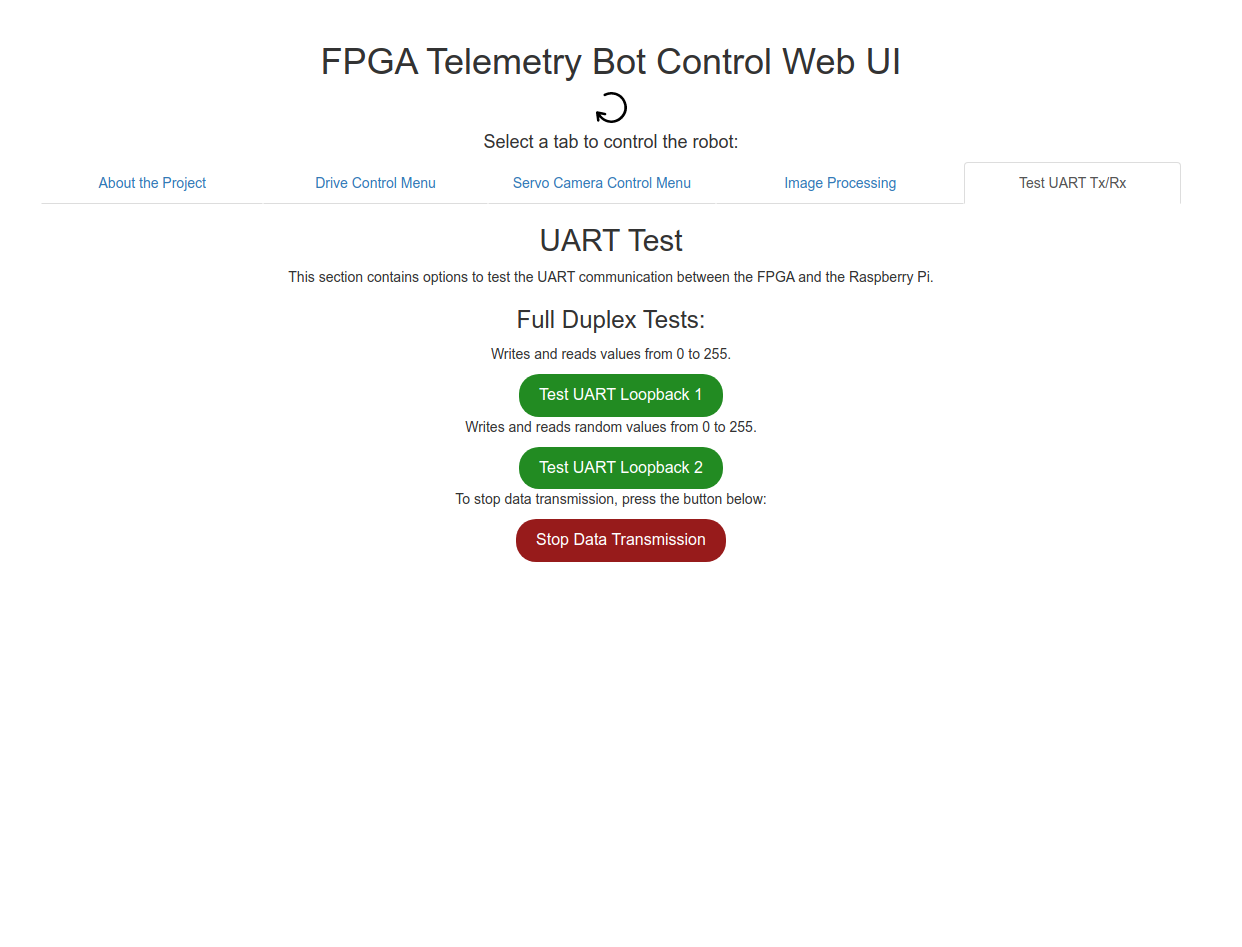 FPGA Telemetry Bot Control Web UI
Select a tab to control the robot:
About the Project
Drive Control Menu
Servo Camera Control Menu
Image Processing
Test UART Tx/Rx
UART Test
This section contains options to test the UART communication between the FPGA and the Raspberry Pi.
Full Duplex Tests:
Writes and reads values from 0 to 255.
Test UART Loopback 1
Writes and reads random values from 0 to 255.
Test UART Loopback 2
To stop data transmission, press the button below:
Stop Data Transmission